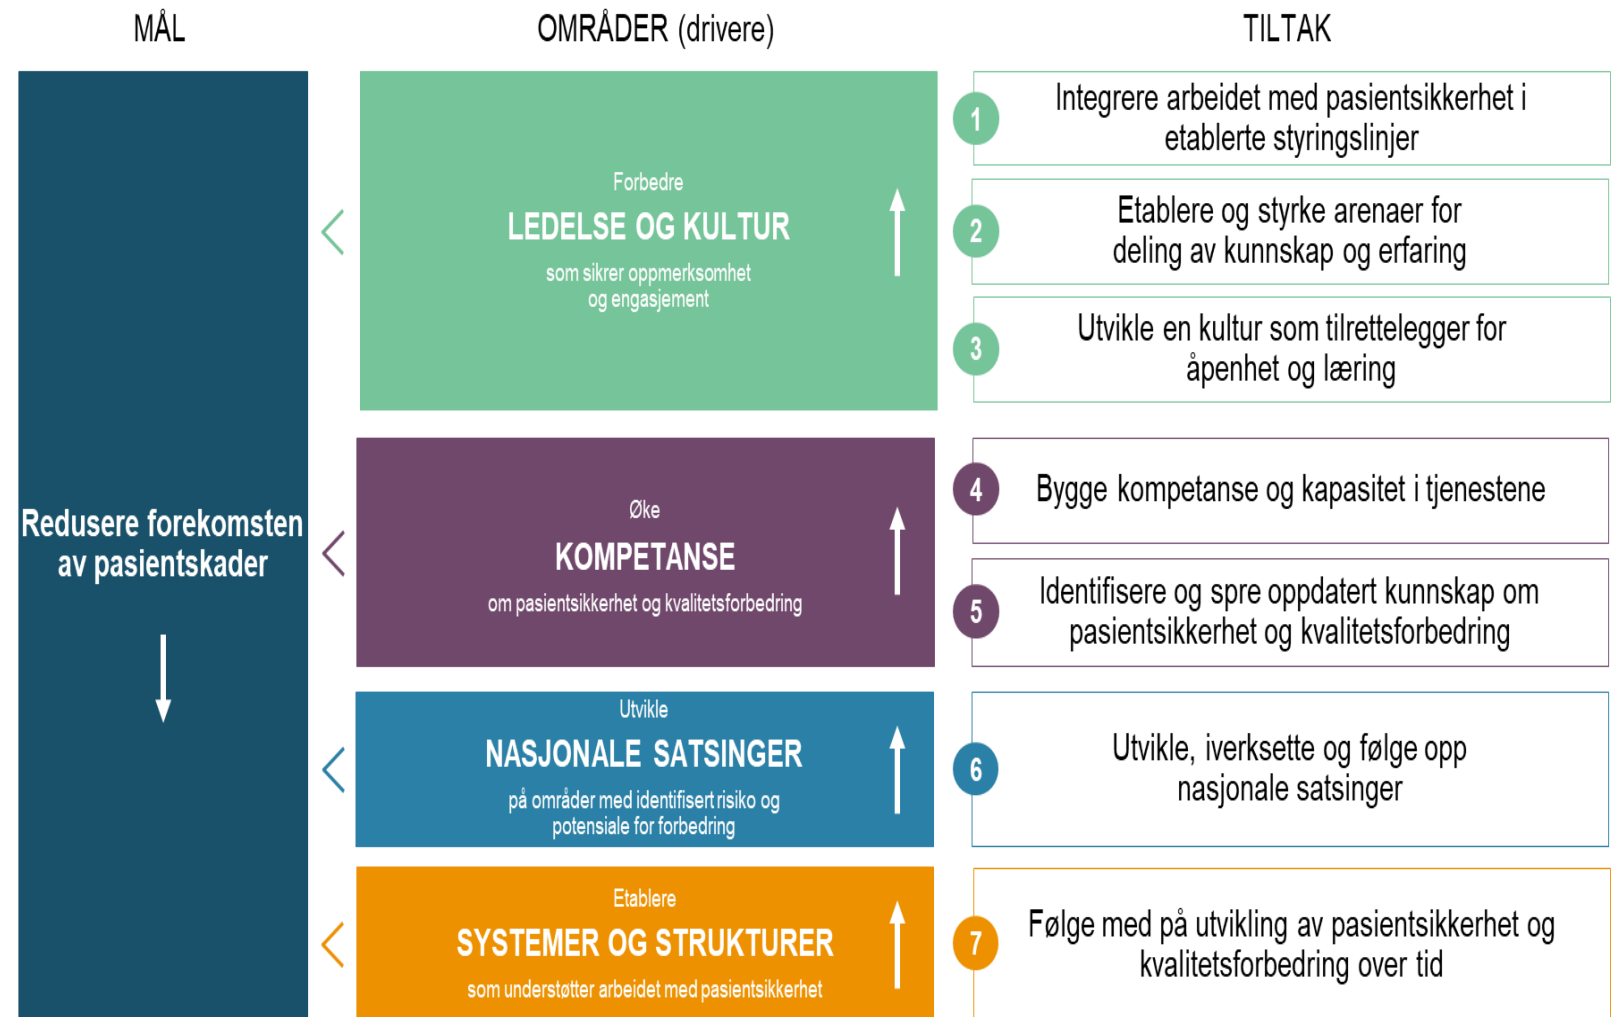 MÅL
OMRÅDER (drivere)
TILTAK
Redusere forekomsten
av pasientskader
Forbedre
LEDELSE OG KULTUR
som sikrer oppmerksomhet
og engasjement
1
Integrere arbeidet med pasientsikkerhet i
etablerte styringslinjer
2
Etablere og styrke arenaer for
deling av kunnskap og erfaring
3
Utvikle en kultur som tilrettelegger for
åpenhet og læring
Øke
KOMPETANSE
om pasientsikkerhet og kvalitetsforbedring
4
Bygge kompetanse og kapasitet i tjenestene
5
Identifisere og spre oppdatert kunnskap om
pasientsikkerhet og kvalitetsforbedring
Utvikle
NASJONALE SATSINGER
på områder med identifisert risiko og
potensiale for forbedring
6
Utvikle, iverksette og følge opp
nasjonale satsinger
Etablere
SYSTEMER OG STRUKTURER
som understøtter arbeidet med pasientsikkerhet
7
Følge med på utvikling av pasientsikkerhet og
kvalitetsforbedring over tid